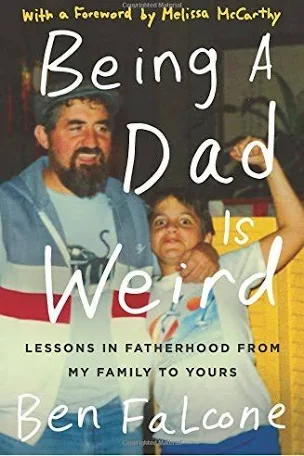 With a Foreword by Melissa McCarthy
Being A
Dad
Is
Weird
LESSONS IN FATHERHOOD FROM
MY FAMILY TO YOURS
Ben Falcone